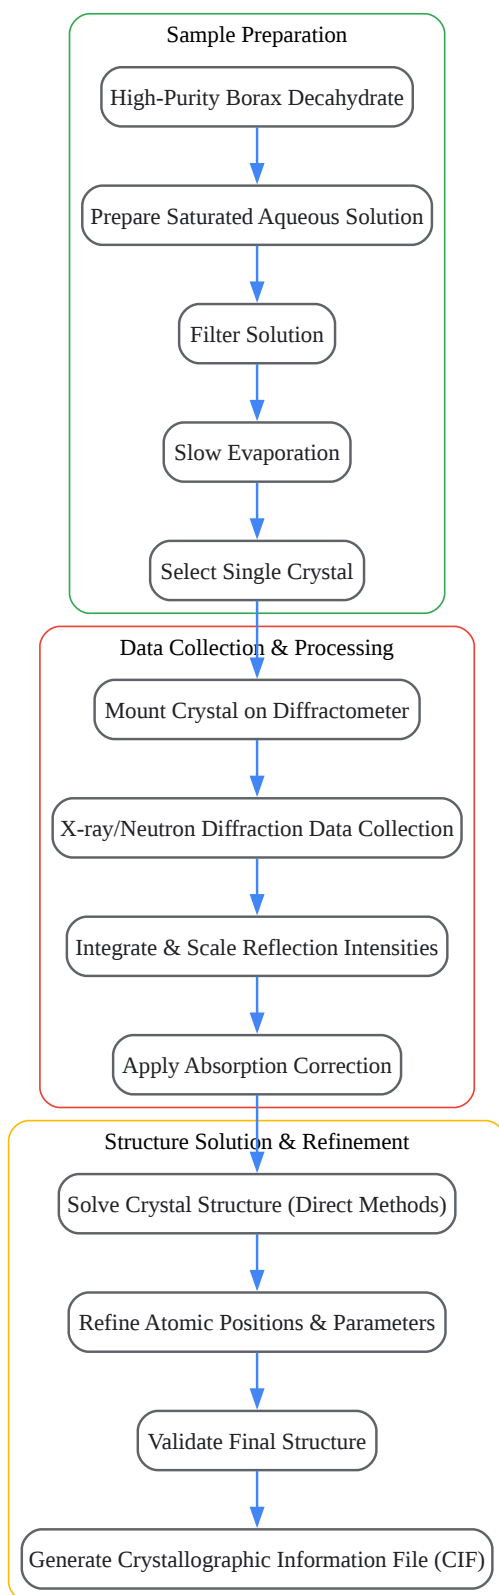 Sample Preparation
High-Purity Borax Decahydrate
Prepare Saturated Aqueous Solution
Filter Solution
Slow Evaporation
Select Single Crystal
Data Collection & Processing
Mount Crystal on Diffractometer
X-ray/Neutron Diffraction Data Collection
Integrate & Scale Reflection Intensities
Apply Absorption Correction
Structure Solution & Refinement
Solve Crystal Structure (Direct Methods)
Refine Atomic Positions & Parameters
Validate Final Structure
Generate Crystallographic Information File (CIF)